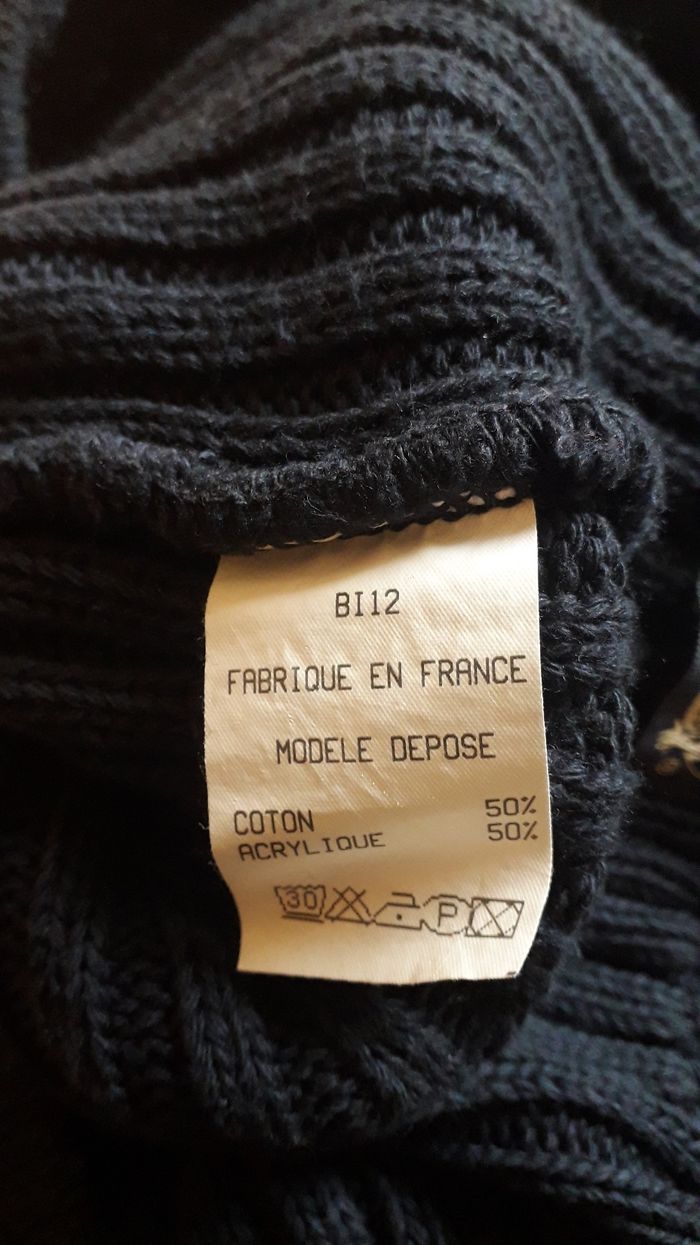 BI12
FABRIQUE EN FRANCE
MODELE DEPOSE
COTON 50%
ACRYLIQUE 50%
30 P